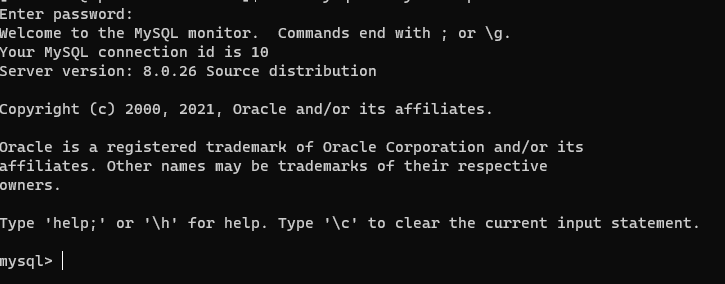 Enter password:
Welcome to the MySQL monitor.  Commands end with ; or \g.
Your MySQL connection id is 10
Server version: 8.0.26 Source distribution
Copyright (c) 2000, 2021, Oracle and/or its affiliates.
Oracle is a registered trademark of Oracle Corporation and/or its
affiliates. Other names may be trademarks of their respective
owners.
Type 'help;' or '\h' for help. Type '\c' to clear the current input statement.
mysql>